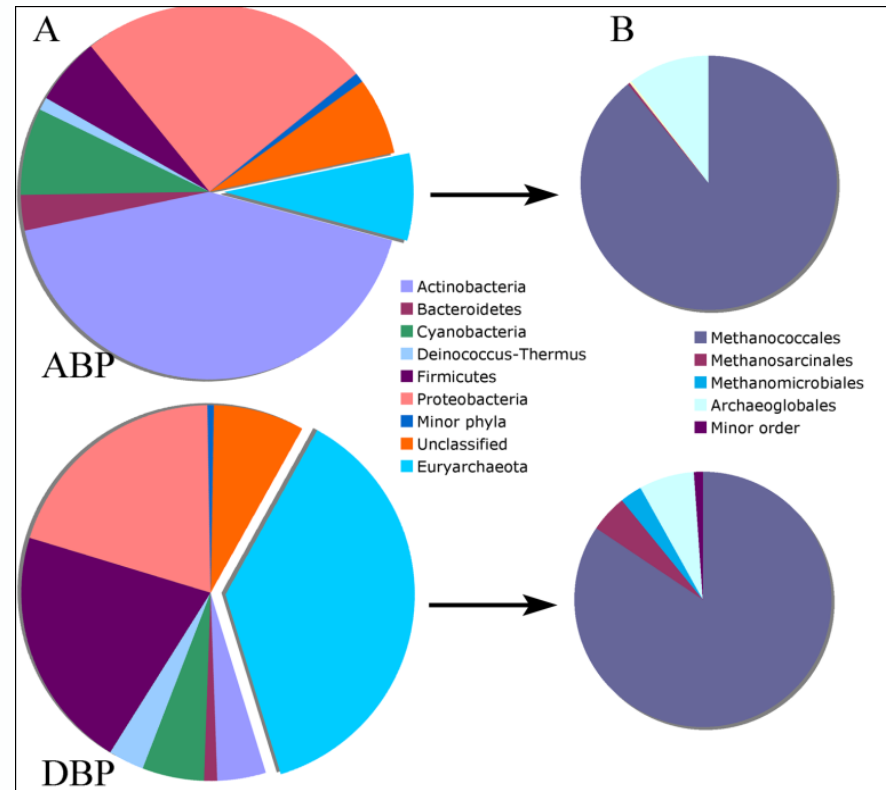 A
B
ABP
Actinobacteria
Bacteroidetes
Cyanobacteria
Deinococcus-Thermus
Firmicutes
Proteobacteria
Minor phyla
Unclassified
Euryarchaeota
Methanococcales
Methanosarcinales
Methanomicrobiales
Archaeoglobales
Minor order
DBP